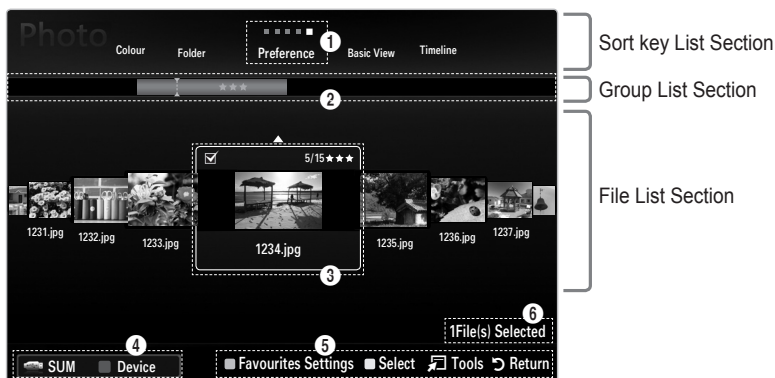 Photo
Colour Folder Preference Basic View Timeline
1
Sort key List Section
★★★
2
Group List Section
5/15★★★
1231.jpg 1232.jpg 1233.jpg 1234.jpg 1235.jpg 1236.jpg 1237.jpg
3
File List Section
6
1File(s) Selected
4
5
SUM Device Favourites Settings Select Tools Return